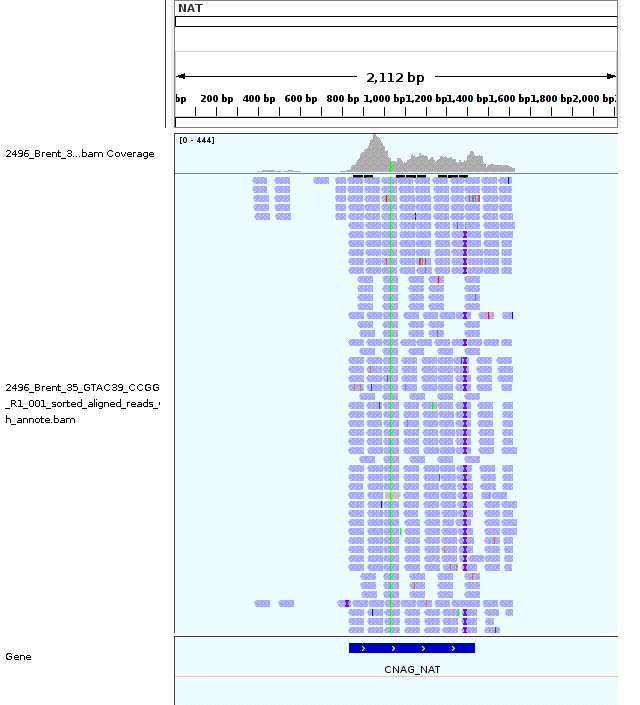 NAT
2,112 bp
bp 200 bp 400 bp 600 bp 800 bp 1,000 bp 1,200 bp 1,400 bp 1,600 bp 1,800 bp 2,000 bp
[0 - 444]
2496_Brent_3...bam Coverage
2496_Brent_35_GTAC39_CCGG
_R1_001_sorted_aligned_reads_
h_annote.bam
Gene
CNAG_NAT